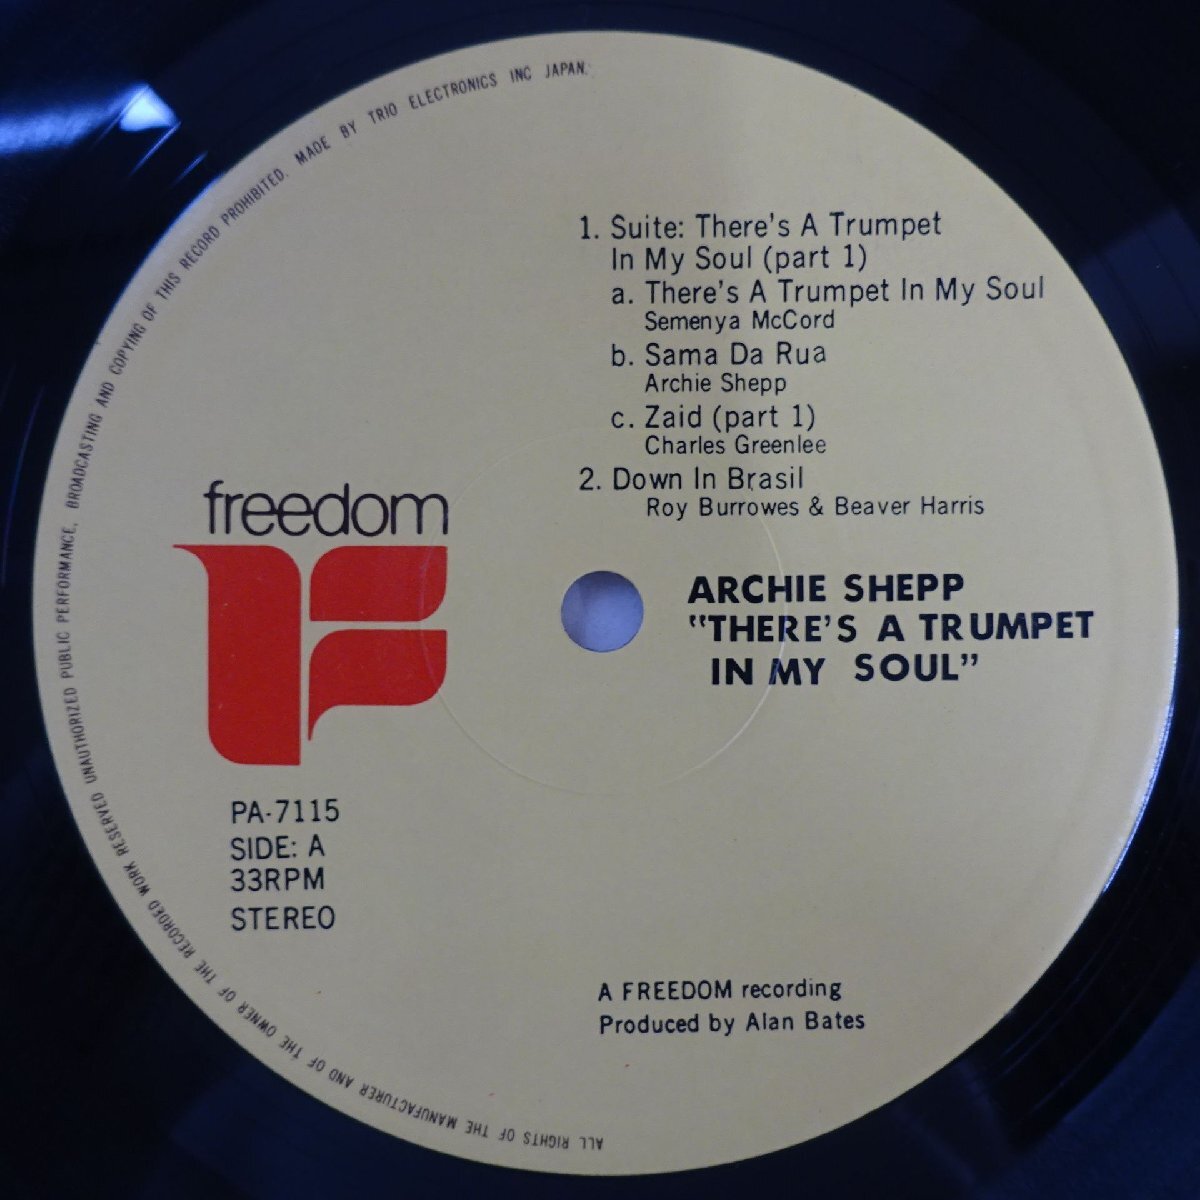 ALL RIGHTS OF THE MANUFACTURER AND OF THE OWNER OF THE RECORDED WORK RESERVED UNAUTHORIZED PUBLIC PERFORMANCE, BROADCASTING AND COPYING OF THIS RECORD PROHIBITED. MADE BY TRIO ELECTRONICS INC JAPAN.
1. Suite: There's A Trumpet
In My Soul (part 1)
a. There's A Trumpet In My Soul
Semenya McCord
b. Sama Da Rua
Archie Shepp
c. Zaid (part 1)
Charles Greenlee
2. Down In Brasil
Roy Burrowes & Beaver Harris
freedom
ARCHIE SHEPP
"THERE'S A TRUMPET
IN MY SOUL"
PA-7115
SIDE: A
33RPM
STEREO
A FREEDOM recording
Produced by Alan Bates